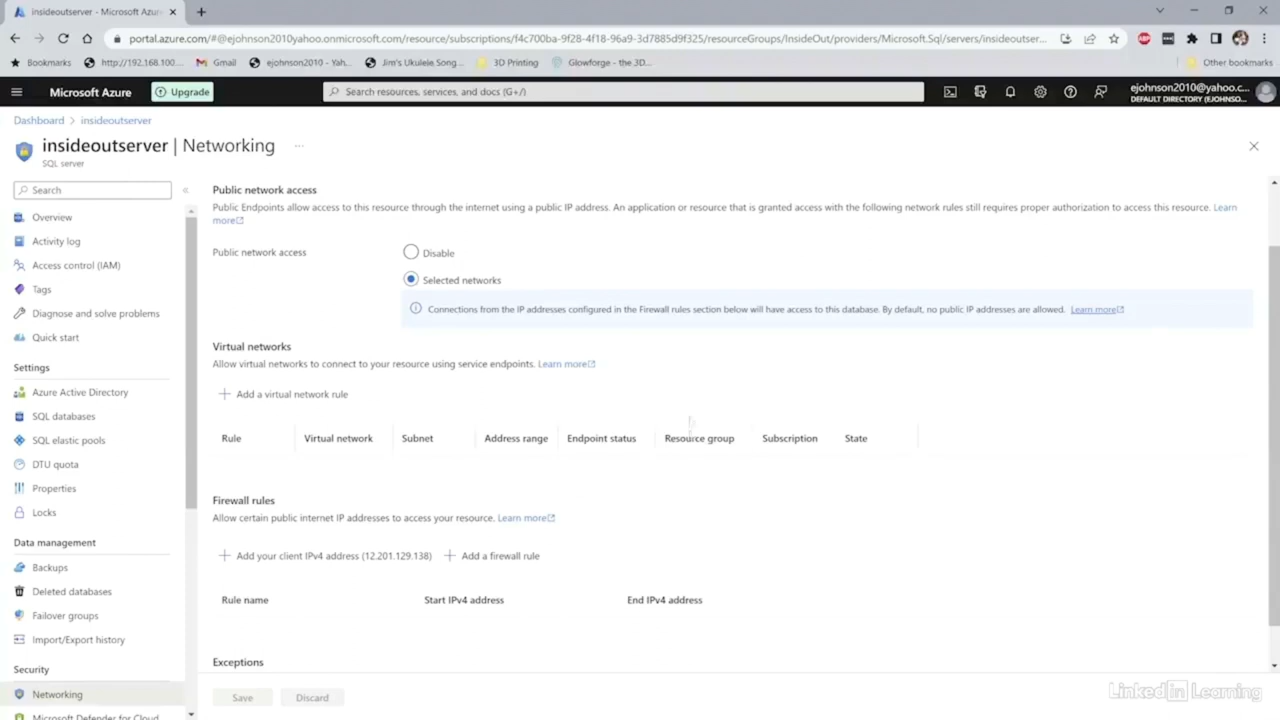 insideoutserver - Microsoft Azure
portal.azure.com/#@ejohnson2010yahoo.onmicrosoft.com/resource/subscriptions/f4c700ba-9f28-4f18-96a9-3d7885d9f325/resourceGroups/InsideOut/providers/Microsoft.Sql/servers/insideoutser...
Bookmarks http://192.168.100.... Gmail ejohnson2010 - Yah... Jim's Ukulele Song... 3D Printing Glowforge - the 3D... Other bookmarks
Microsoft Azure Upgrade Search resources, services, and docs (G+/) ejohnson2010@yahoo.c...
DEFAULT DIRECTORY (EJOHNSO...
Dashboard > insideoutserver
insideoutserver | Networking ...
SQL server
Search
Overview
Activity log
Access control (IAM)
Tags
Diagnose and solve problems
Quick start
Settings
Azure Active Directory
SQL databases
SQL elastic pools
DTU quota
Properties
Locks
Data management
Backups
Deleted databases
Failover groups
Import/Export history
Security
Networking
Microsoft Defender for Cloud
Public network access
Public Endpoints allow access to this resource through the internet using a public IP address. An application or resource that is granted access with the following network rules still requires proper authorization to access this resource. Learn
more
Public network access
Disable
Selected networks
Connections from the IP addresses configured in the Firewall rules section below will have access to this database. By default, no public IP addresses are allowed. Learn more
Virtual networks
Allow virtual networks to connect to your resource using service endpoints. Learn more
+ Add a virtual network rule
Rule Virtual network Subnet Address range Endpoint status Resource group Subscription State
Firewall rules
Allow certain public internet IP addresses to access your resource. Learn more
+ Add your client IPv4 address (12.201.129.138) + Add a firewall rule
Rule name Start IPv4 address End IPv4 address
Exceptions
Save Discard
LinkedIn Learning